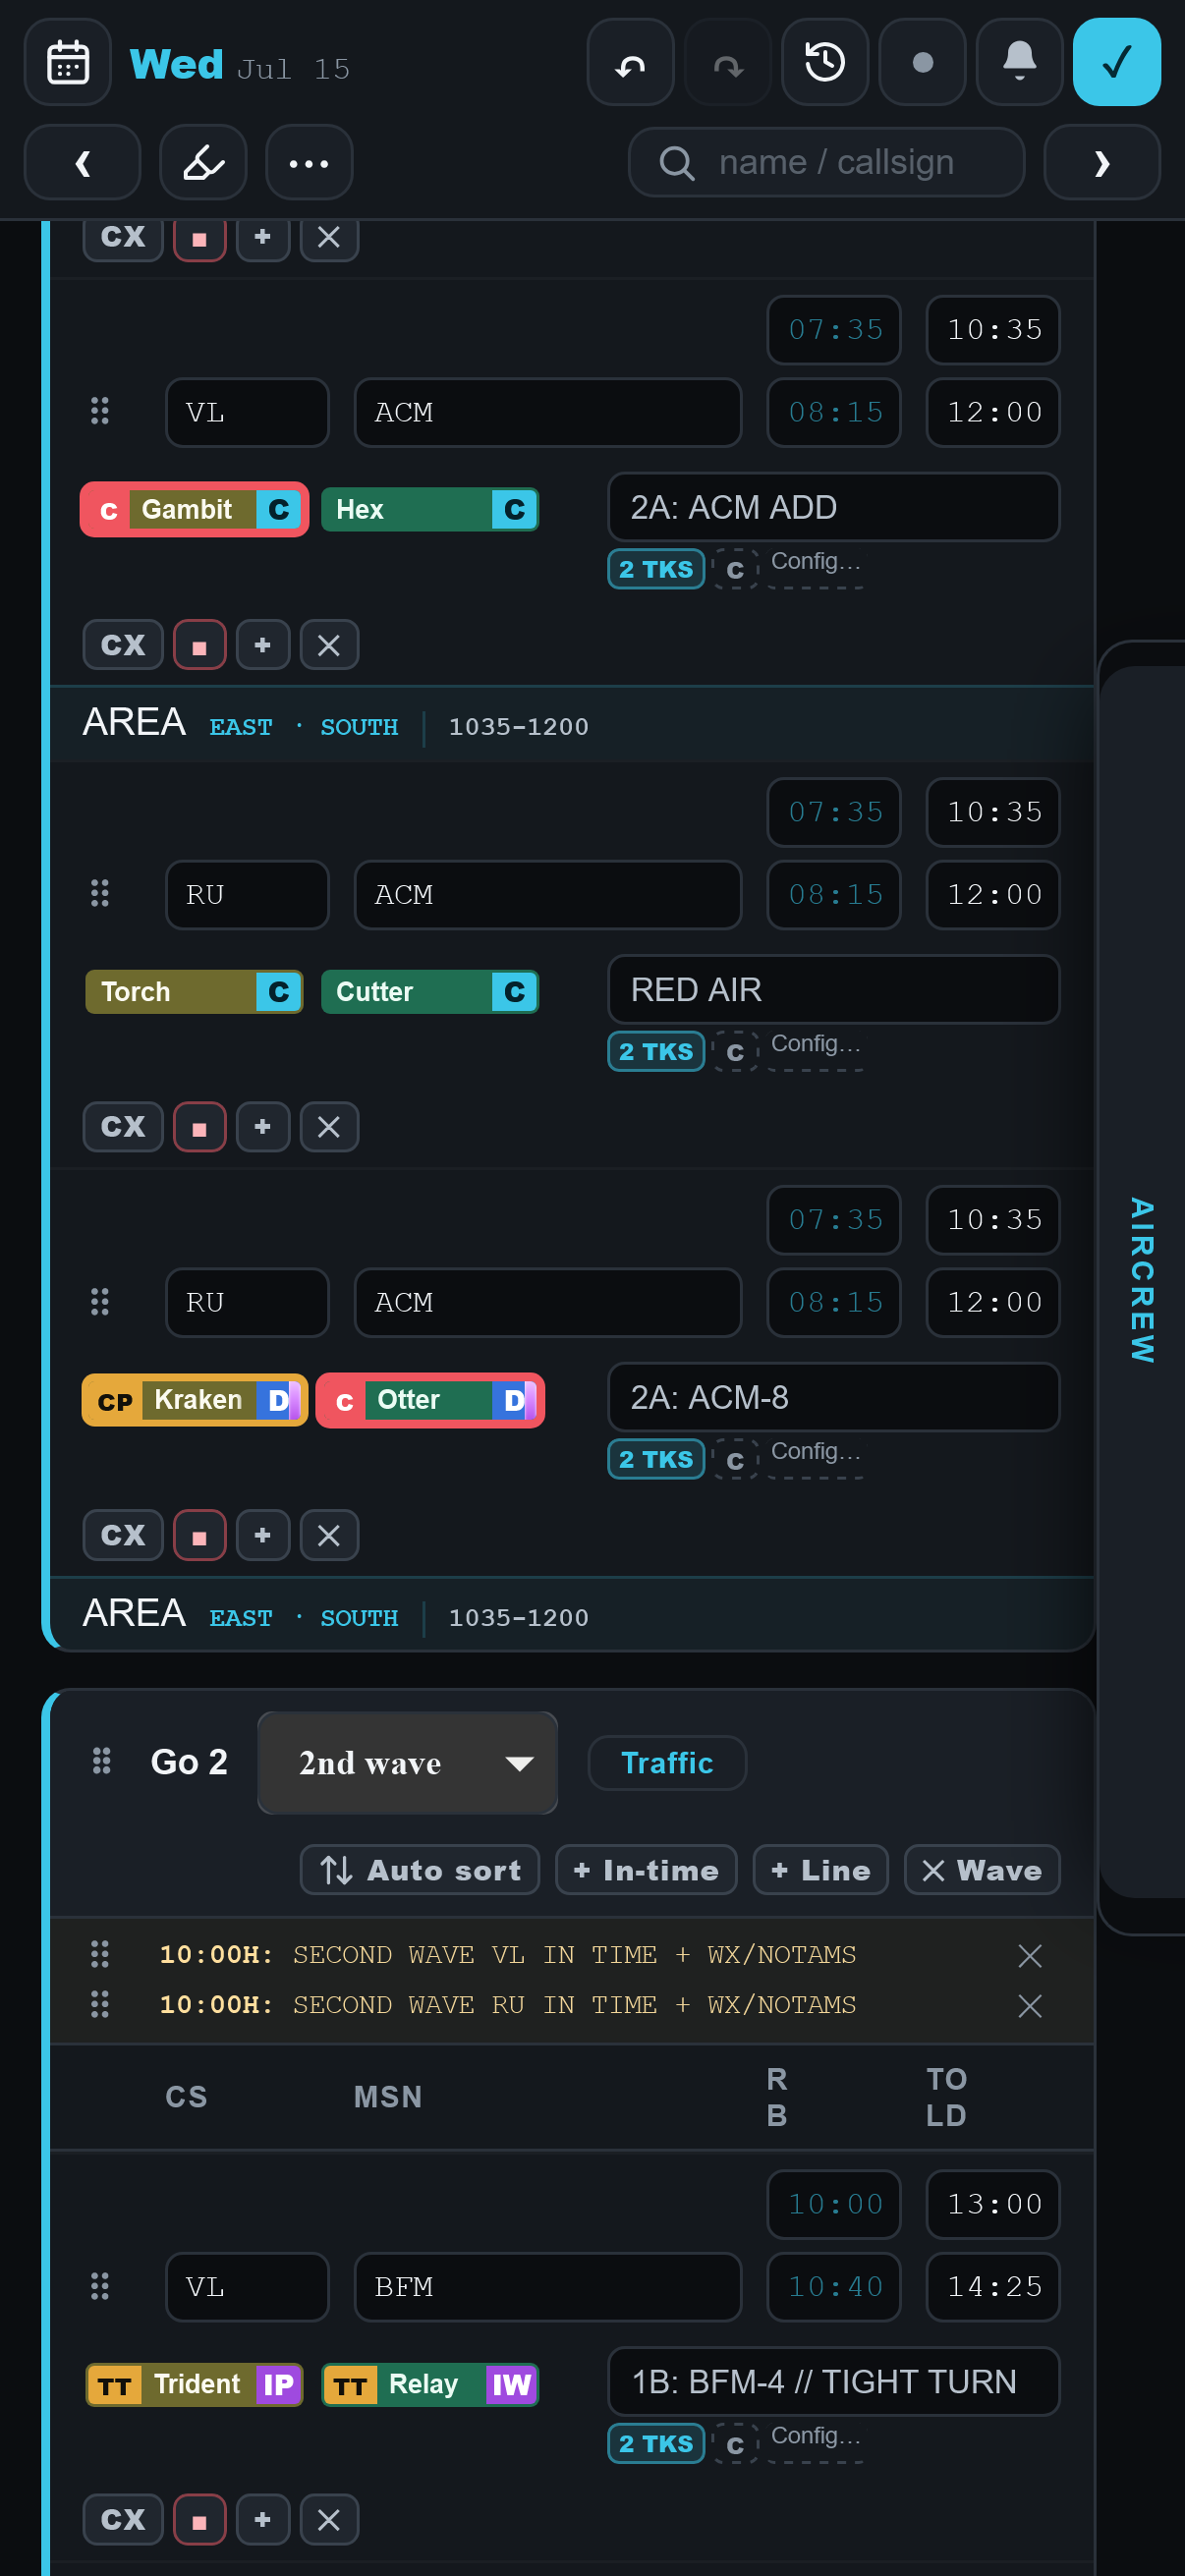 Wed Jul 15
name / callsign
CX +
07:35 10:35
VL ACM 08:15 12:00
C Gambit C Hex C 2A: ACM ADD
2 TKS C Config...
CX +
AREA EAST · SOUTH 1035-1200
07:35 10:35
RU ACM 08:15 12:00
Torch C Cutter C RED AIR
2 TKS C Config...
CX +
07:35 10:35
RU ACM 08:15 12:00
CP Kraken D C Otter D 2A: ACM-8
2 TKS C Config...
CX +
AREA EAST · SOUTH 1035-1200
AIRCREW
Go 2 2nd wave Traffic
Auto sort + In-time + Line × Wave
10:00H: SECOND WAVE VL IN TIME + WX/NOTAMS
10:00H: SECOND WAVE RU IN TIME + WX/NOTAMS
CS MSN R TO
B LD
10:00 13:00
VL BFM 10:40 14:25
TT Trident IP TT Relay IW 1B: BFM-4 // TIGHT TURN
2 TKS C Config...
CX +